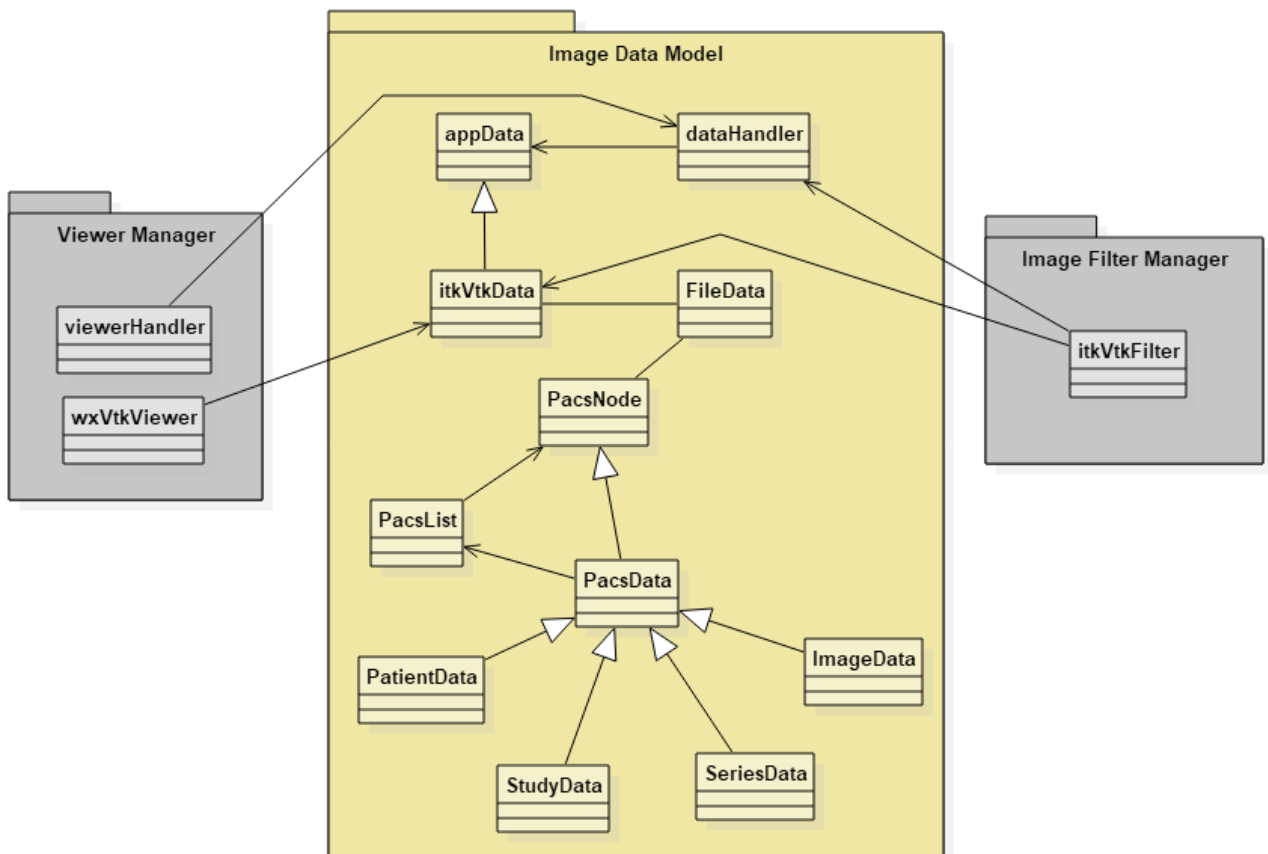 Image Data Model
appData
dataHandler
Viewer Manager
Image Filter Manager
itkVtkData
FileData
viewerHandler
itkVtkFilter
PacsNode
wxVtkViewer
PacsList
PacsData
ImageData
PatientData
SeriesData
StudyData